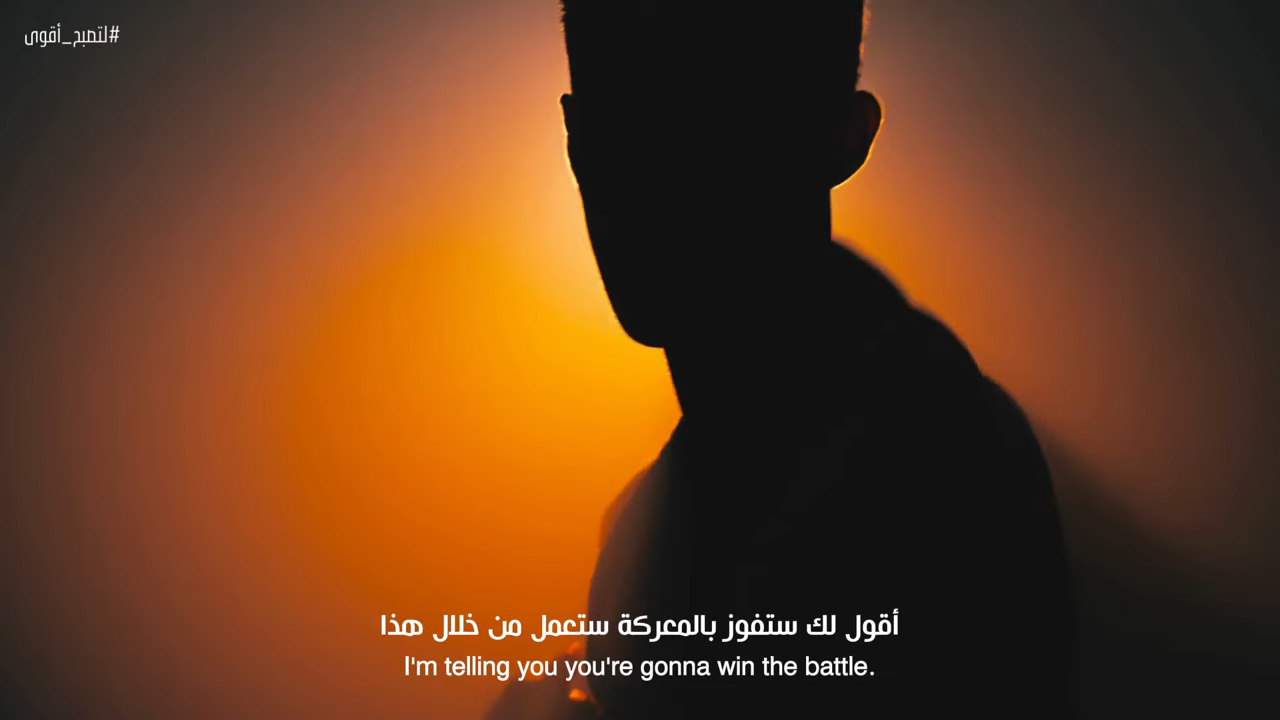 #لتصبح_أقوى
أقول لك ستفوز بالمعركة ستعمل من خلال هذا
I'm telling you you're gonna win the battle.